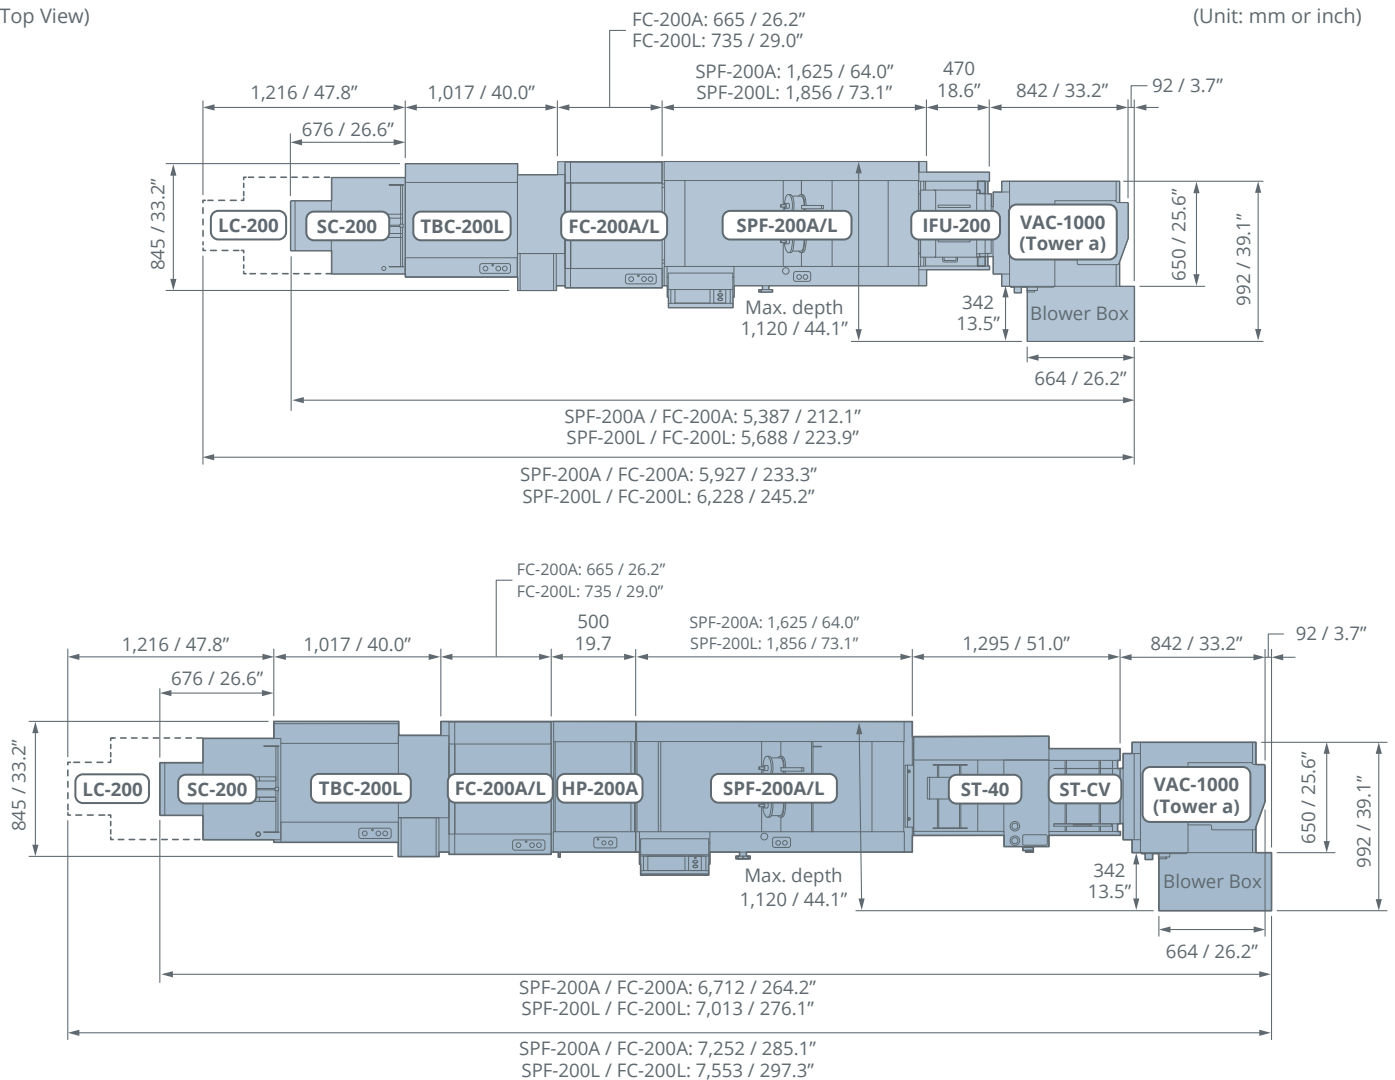 Top View)
(Unit: mm or inch)
FC-200A: 665 / 26.2”
FC-200L: 735 / 29.0”
SPF-200A: 1,625 / 64.0”
SPF-200L: 1,856 / 73.1”
470
18.6”
1,216 / 47.8”
1,017 / 40.0”
842 / 33.2”
92 / 3.7”
676 / 26.6”
845 / 33.2”
LC-200
SC-200
TBC-200L
FC-200A/L
SPF-200A/L
IFU-200
VAC-1000
(Tower a)
650 / 25.6”
992 / 39.1”
Max. depth
1,120 / 44.1”
342
13.5”
Blower Box
664 / 26.2”
SPF-200A / FC-200A: 5,387 / 212.1”
SPF-200L / FC-200L: 5,688 / 223.9”
SPF-200A / FC-200A: 5,927 / 233.3”
SPF-200L / FC-200L: 6,228 / 245.2”
FC-200A: 665 / 26.2”
FC-200L: 735 / 29.0”
500
19.7
SPF-200A: 1,625 / 64.0”
SPF-200L: 1,856 / 73.1”
1,216 / 47.8”
1,017 / 40.0”
1,295 / 51.0”
842 / 33.2”
92 / 3.7”
676 / 26.6”
845 / 33.2”
LC-200
SC-200
TBC-200L
FC-200A/L
HP-200A
SPF-200A/L
ST-40
ST-CV
VAC-1000
(Tower a)
650 / 25.6”
992 / 39.1”
Max. depth
1,120 / 44.1”
342
13.5”
Blower Box
664 / 26.2”
SPF-200A / FC-200A: 6,712 / 264.2”
SPF-200L / FC-200L: 7,013 / 276.1”
SPF-200A / FC-200A: 7,252 / 285.1”
SPF-200L / FC-200L: 7,553 / 297.3”